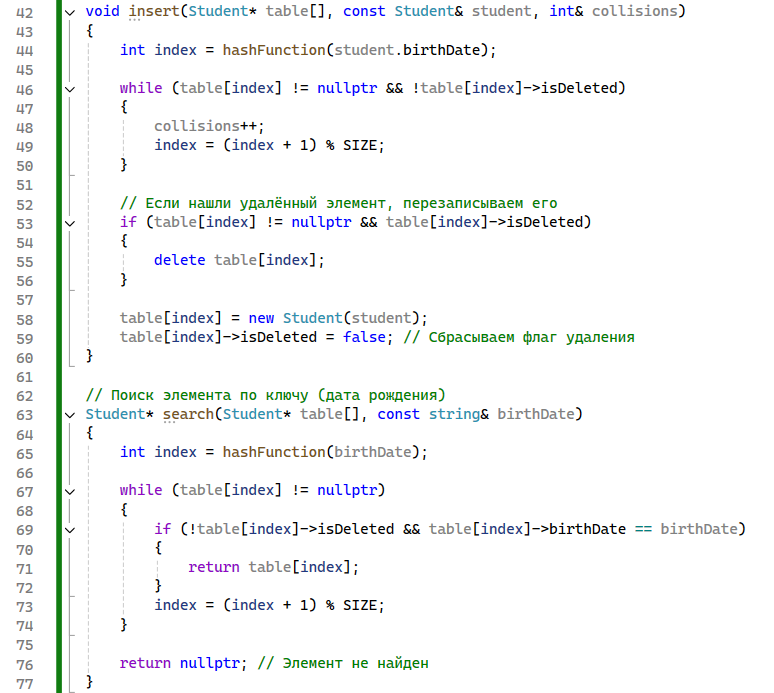 42 void insert(Student* table[], const Student& student, int& collisions)
43 {
44     int index = hashFunction(student.birthDate);
45
46     while (table[index] != nullptr && !table[index]->isDeleted)
47     {
48         collisions++;
49         index = (index + 1) % SIZE;
50     }
51
52     // Если нашли удалённый элемент, перезаписываем его
53     if (table[index] != nullptr && table[index]->isDeleted)
54     {
55         delete table[index];
56     }
57
58     table[index] = new Student(student);
59     table[index]->isDeleted = false; // Сбрасываем флаг удаления
60 }
61
62 // Поиск элемента по ключу (дата рождения)
63 Student* search(Student* table[], const string& birthDate)
64 {
65     int index = hashFunction(birthDate);
66
67     while (table[index] != nullptr)
68     {
69         if (!table[index]->isDeleted && table[index]->birthDate == birthDate)
70         {
71             return table[index];
72         }
73         index = (index + 1) % SIZE;
74     }
75
76     return nullptr; // Элемент не найден
77 }